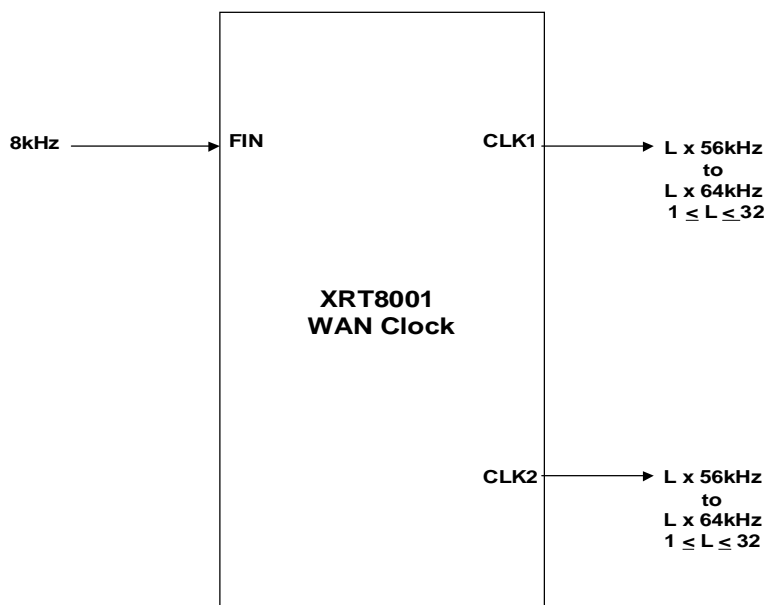 8kHz
FIN
CLK1
L x 56kHz
to
L x 64kHz
1 ≤ L ≤ 32
XRT8001
WAN Clock
CLK2
L x 56kHz
to
L x 64kHz
1 ≤ L ≤ 32